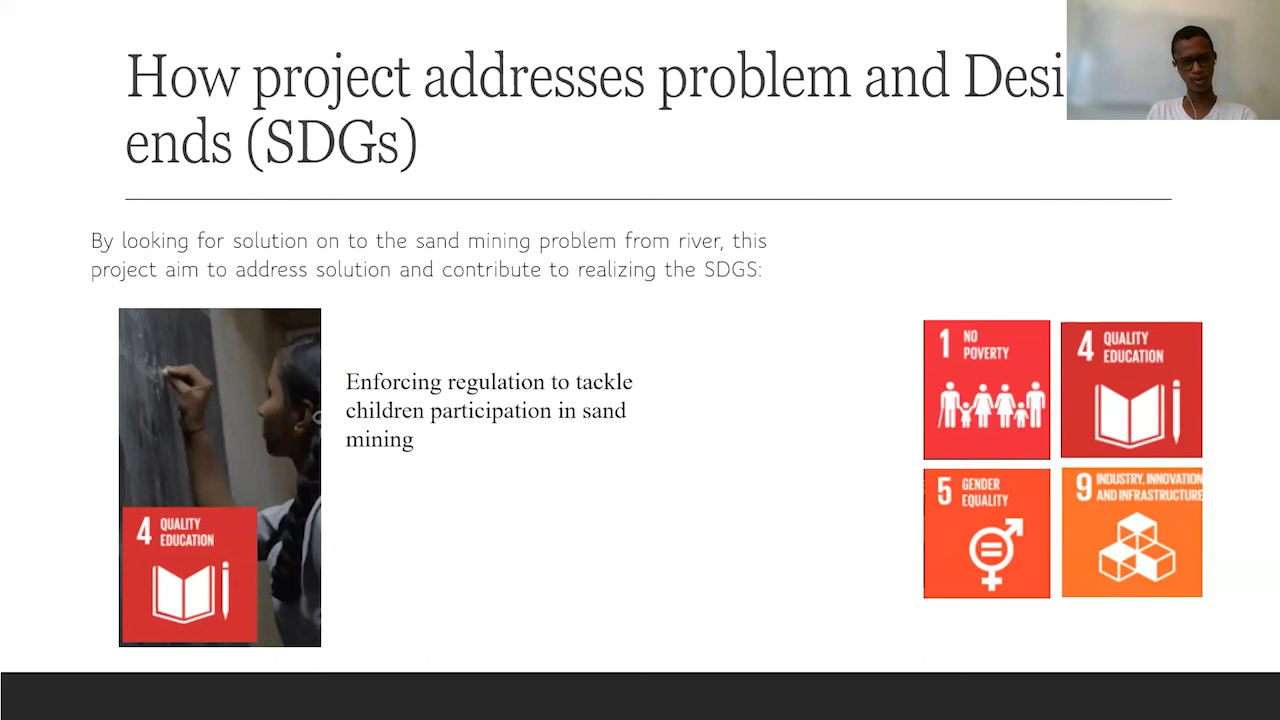 How project addresses problem and Desi
ends (SDGs)
By looking for solution on to the sand mining problem from river, this
project aim to address solution and contribute to realizing the SDGS:
Enforcing regulation to tackle
children participation in sand
mining
4 QUALITY
EDUCATION
1 NO
POVERTY
4 QUALITY
EDUCATION
5 GENDER
EQUALITY
9 INDUSTRY, INNOVATION
AND INFRASTRUCTURE